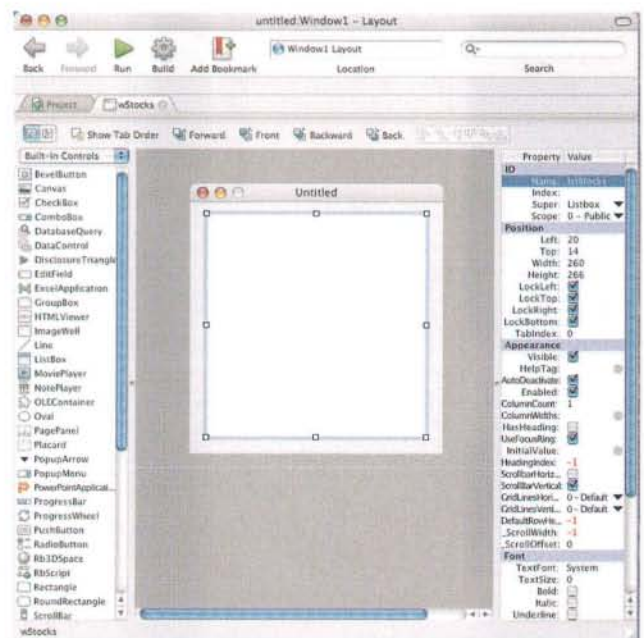 untitled.Window1 - Layout
Back Forward Run Build Add Bookmark
Window1 Layout
Location
Search
Project
wStocks
Show Tab Order Forward Front Backward Back
Built-in Controls
BevelButton
Canvas
CheckBox
ComboBox
DatabaseQuery
DataControl
DisclosureTriangle
EditField
ExcelApplication
GroupBox
HTMLViewer
ImageWell
Line
ListBox
MoviePlayer
NotePlayer
OLEContainer
Oval
PagePanel
Placard
PopupArrow
PopupMenu
PowerPointApplicati...
ProgressBar
ProgressWheel
PushButton
RadioButton
Rb3DSpace
RbScript
Rectangle
RoundRectangle
ScrollBar
wStocks
Untitled
Property Value
ID
Name: lstStocks
Index:
Super: Listbox
Scope: 0 - Public
Position
Left: 20
Top: 14
Width: 260
Height: 266
LockLeft:
LockTop:
LockRight:
LockBottom:
TabIndex: 0
Appearance
Visible:
HelpTag:
AutoDeactivate:
Enabled:
ColumnCount: 1
ColumnWidths:
HasHeading:
UseFocusRing:
InitialValue:
HeadingIndex: -1
ScrollbarHoriz...
ScrollBarVertical:
GridLinesHori... 0 - Default
GridLinesVerti... 0 - Default
DefaultRowHe... -1
_ScrollWidth: -1
_ScrollOffset: 0
Font
TextFont: System
TextSize: 0
Bold:
Italic:
Underline: